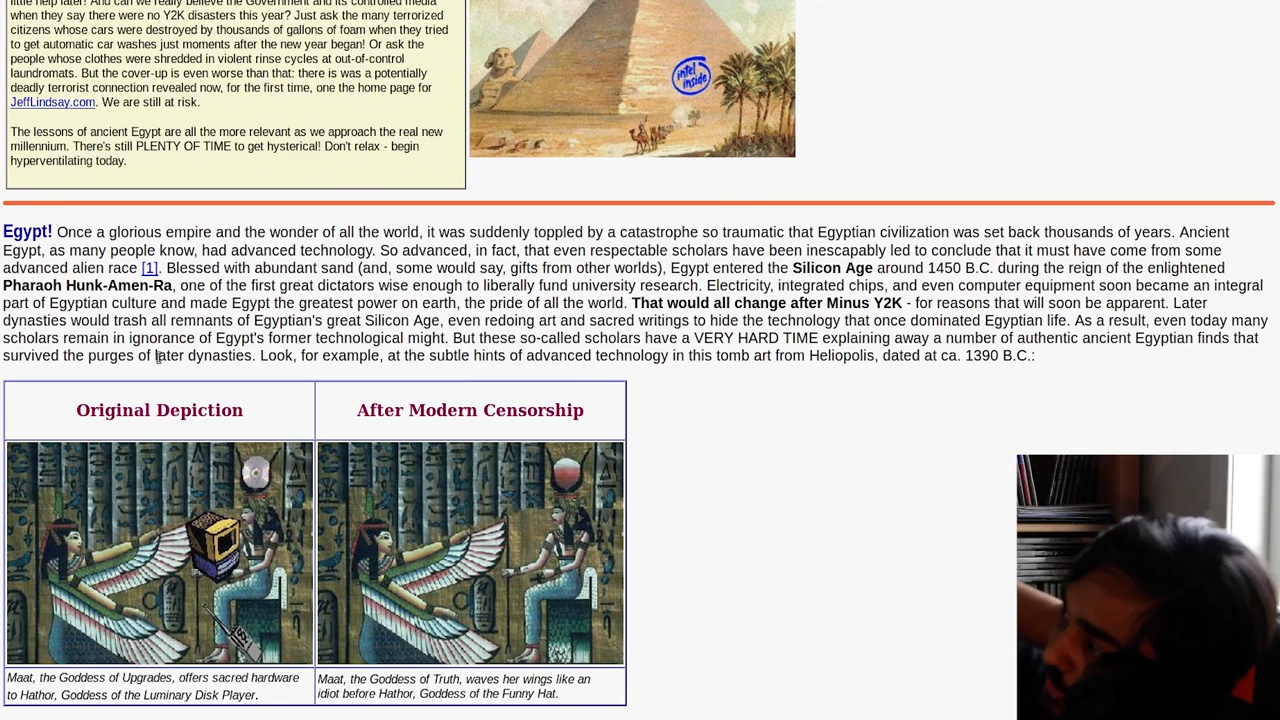 little help later! And can we really believe the Government and its controlled media
when they say there were no Y2K disasters this year? Just ask the many terrorized
citizens whose cars were destroyed by thousands of gallons of foam when they tried
to get automatic car washes just moments after the new year began! Or ask the
people whose clothes were shredded in violent rinse cycles at out-of-control
laundromats. But the cover-up is even worse than that: there is was a potentially
deadly terrorist connection revealed now, for the first time, one the home page for
JeffLindsay.com. We are still at risk.
The lessons of ancient Egypt are all the more relevant as we approach the real new
millennium. There's still PLENTY OF TIME to get hysterical! Don't relax - begin
hyperventilating today.
intel
inside
Egypt! Once a glorious empire and the wonder of all the world, it was suddenly toppled by a catastrophe so traumatic that Egyptian civilization was set back thousands of years. Ancient
Egypt, as many people know, had advanced technology. So advanced, in fact, that even respectable scholars have been inescapably led to conclude that it must have come from some
advanced alien race [1]. Blessed with abundant sand (and, some would say, gifts from other worlds), Egypt entered the Silicon Age around 1450 B.C. during the reign of the enlightened
Pharaoh Hunk-Amen-Ra, one of the first great dictators wise enough to liberally fund university research. Electricity, integrated chips, and even computer equipment soon became an integral
part of Egyptian culture and made Egypt the greatest power on earth, the pride of all the world. That would all change after Minus Y2K - for reasons that will soon be apparent. Later
dynasties would trash all remnants of Egyptian's great Silicon Age, even redoing art and sacred writings to hide the technology that once dominated Egyptian life. As a result, even today many
scholars remain in ignorance of Egypt's former technological might. But these so-called scholars have a VERY HARD TIME explaining away a number of authentic ancient Egyptian finds that
survived the purges of later dynasties. Look, for example, at the subtle hints of advanced technology in this tomb art from Heliopolis, dated at ca. 1390 B.C.:
Original Depiction
After Modern Censorship
Maat, the Goddess of Upgrades, offers sacred hardware
to Hathor, Goddess of the Luminary Disk Player.
Maat, the Goddess of Truth, waves her wings like an
idiot before Hathor, Goddess of the Funny Hat.